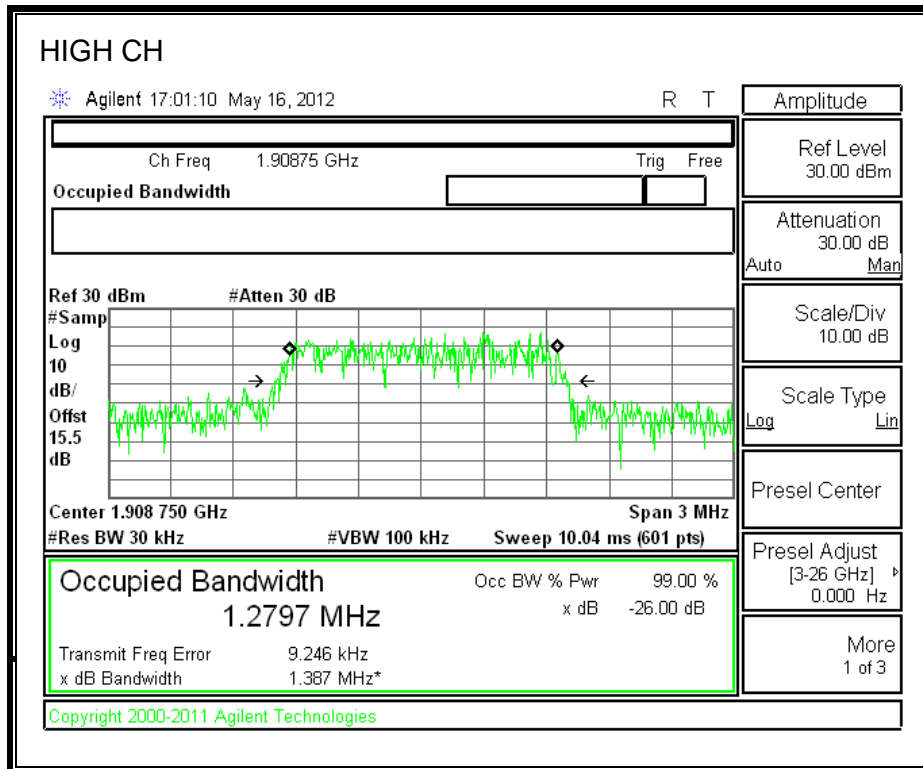 HIGH CH
Agilent 17:01:10 May 16, 2012 R T
Ch Freq 1.90875 GHz Trig Free
Occupied Bandwidth
Ref 30 dBm #Atten 30 dB
#Samp
Log
10
dB/
Offst
15.5
dB
Center 1.908 750 GHz Span 3 MHz
#Res BW 30 kHz #VBW 100 kHz Sweep 10.04 ms (601 pts)
Occupied Bandwidth Occ BW % Pwr 99.00 %
1.2797 MHz x dB -26.00 dB
Transmit Freq Error 9.246 kHz
x dB Bandwidth 1.387 MHz*
Copyright 2000-2011 Agilent Technologies
Amplitude
Ref Level
30.00 dBm
Attenuation
30.00 dB
Auto Man
Scale/Div
10.00 dB
Scale Type
Log Lin
Presel Center
Presel Adjust
[3-26 GHz]
0.000 Hz
More
1 of 3